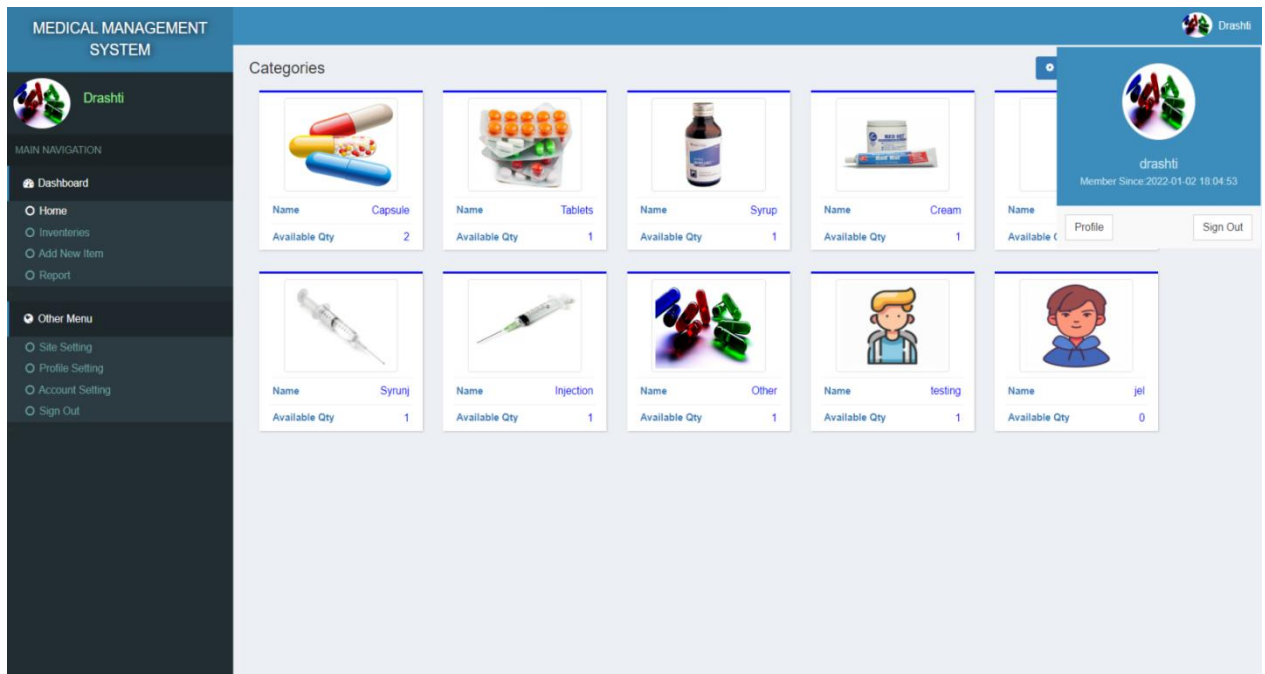 MEDICAL MANAGEMENT
SYSTEM
Drashti
Drashti
MAIN NAVIGATION
Dashboard
Home
Inventeries
Add New Item
Report
Other Menu
Site Setting
Profile Setting
Account Setting
Sign Out
Categories
Name Capsule
Available Qty 2
Name Tablets
Available Qty 1
Name Syrup
Available Qty 1
Name Cream
Available Qty 1
Name
Available
drashti
Member Since:2022-01-02 18:04:53
Profile Sign Out
Name Syrunj
Available Qty 1
Name Injection
Available Qty 1
Name Other
Available Qty 1
Name testing
Available Qty 1
Name jel
Available Qty 0